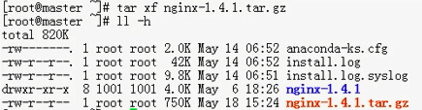 [root@master ~]# tar xf nginx-1.4.1.tar.gz
[root@master ~]# ll -h
total 820K
-rw-------. 1 root root 2.0K May 14 06:52 anaconda-ks.cfg
-rw-r--r--. 1 root root 42K May 14 06:52 install.log
-rw-r--r--. 1 root root 9.8K May 14 06:51 install.log.syslog
drwxr-xr-x 8 1001 1001 4.0K May 6 18:26 nginx-1.4.1
-rw-r--r-- 1 root root 750K May 18 15:24 nginx-1.4.1.tar.gz